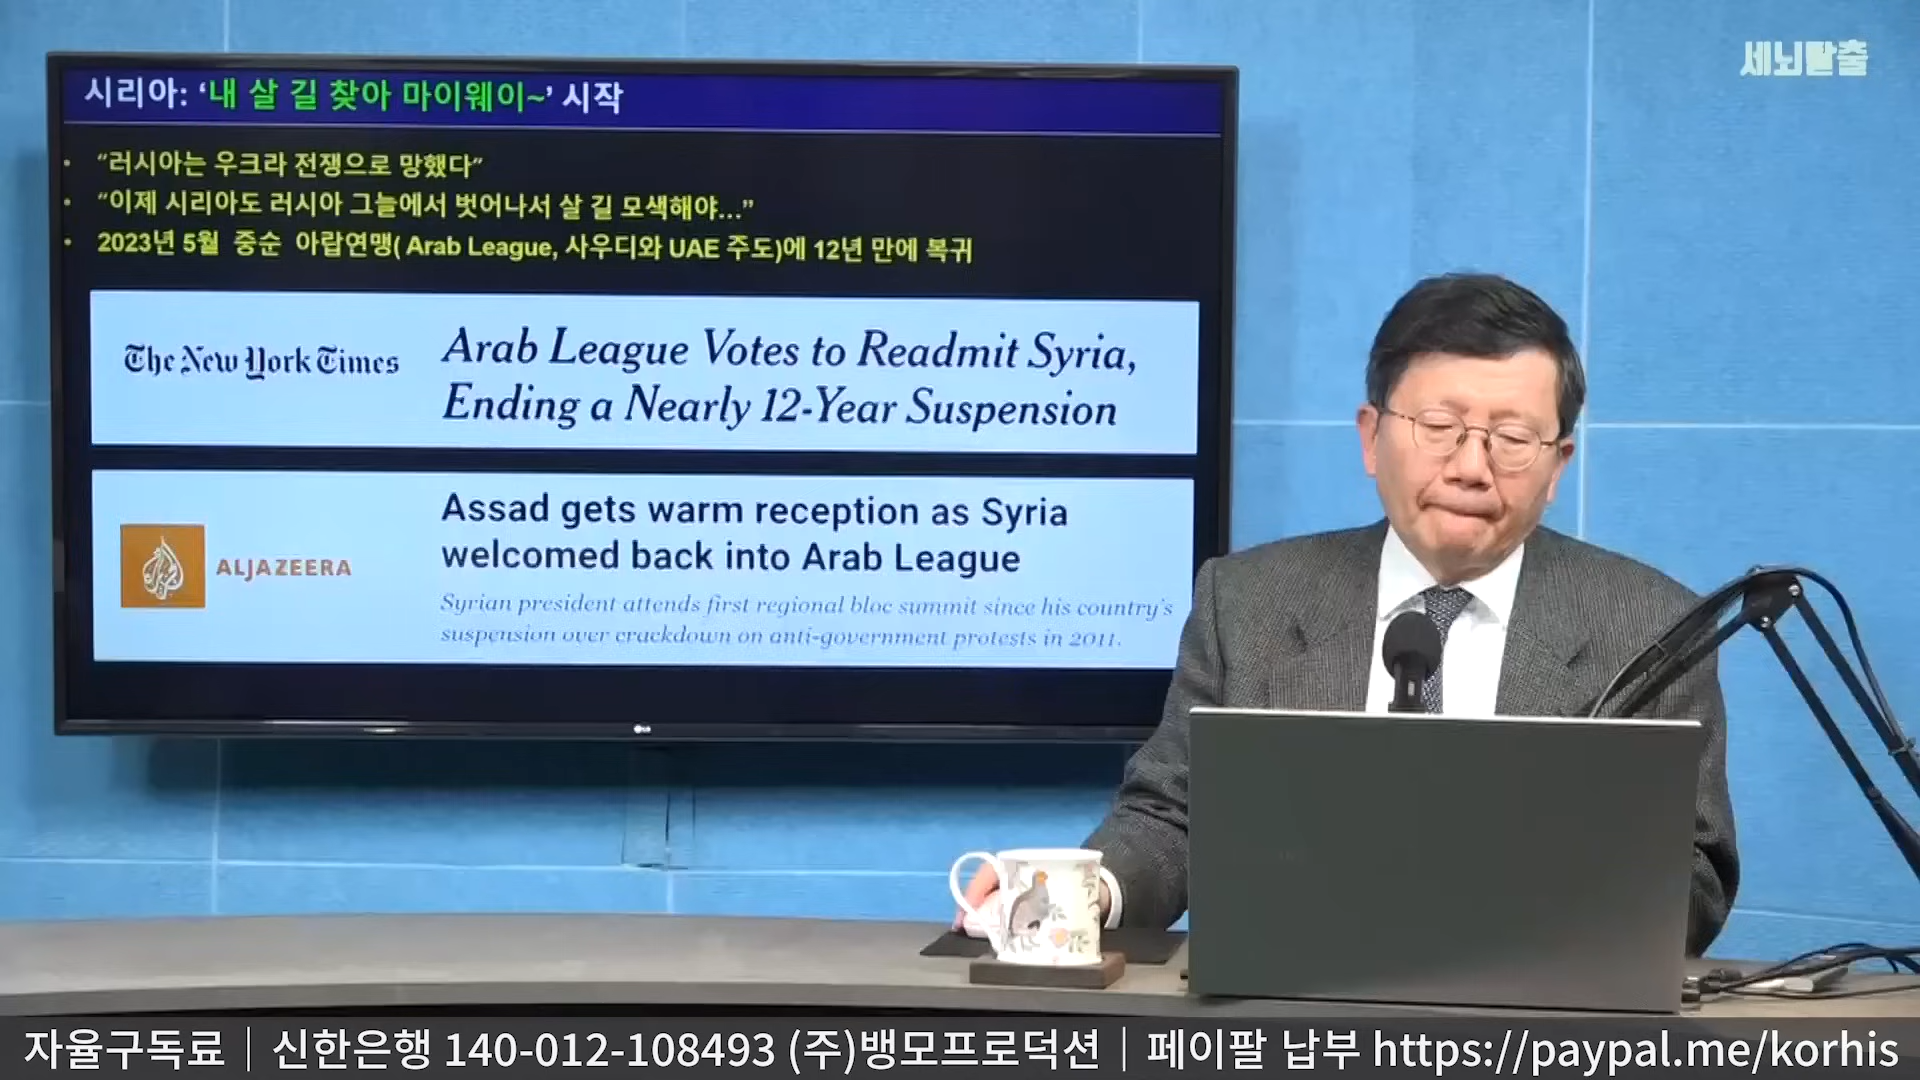 세뇌탈출
시리아: ‘내 살 길 찾아 마이웨이~’ 시작
• “러시아는 우크라 전쟁으로 망했다”
• “이제 시리아도 러시아 그늘에서 벗어나서 살 길 모색해야...”
• 2023년 5월 중순 아랍연맹( Arab League, 사우디와 UAE 주도)에 12년 만에 복귀
The New York Times
Arab League Votes to Readmit Syria,
Ending a Nearly 12-Year Suspension
ALJAZEERA
Assad gets warm reception as Syria
welcomed back into Arab League
Syrian president attends first regional bloc summit since his country's
suspension over crackdown on anti-government protests in 2011.
LG
자율구독료 | 신한은행 140-012-108493 (주)뱅모프로덕션 | 페이팔 납부 https://paypal.me/korhis